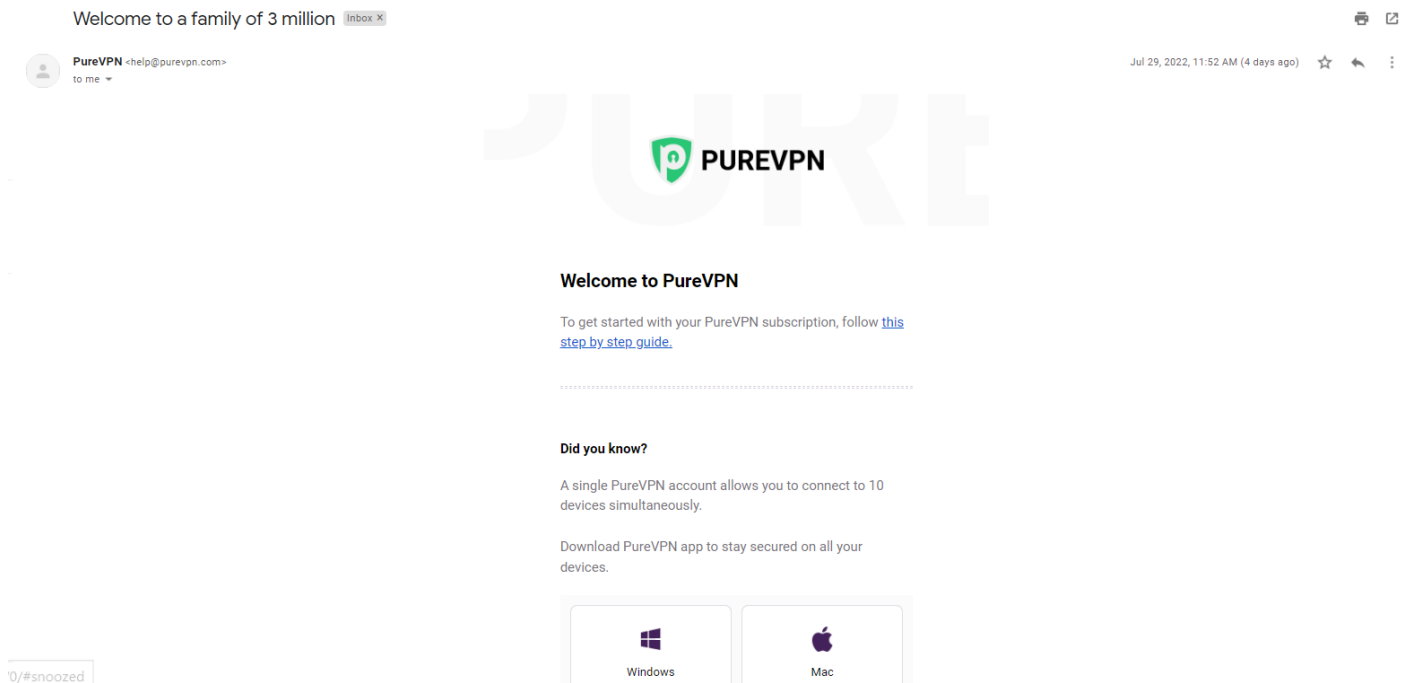 Welcome to a family of 3 million Inbox ×
PureVPN <help@purevpn.com> Jul 29, 2022, 11:52 AM (4 days ago)
to me
PURE
PUREVPN
Welcome to PureVPN
To get started with your PureVPN subscription, follow this
step by step guide.
Did you know?
A single PureVPN account allows you to connect to 10
devices simultaneously.
Download PureVPN app to stay secured on all your
devices.
Windows Mac
/0/#snoozed